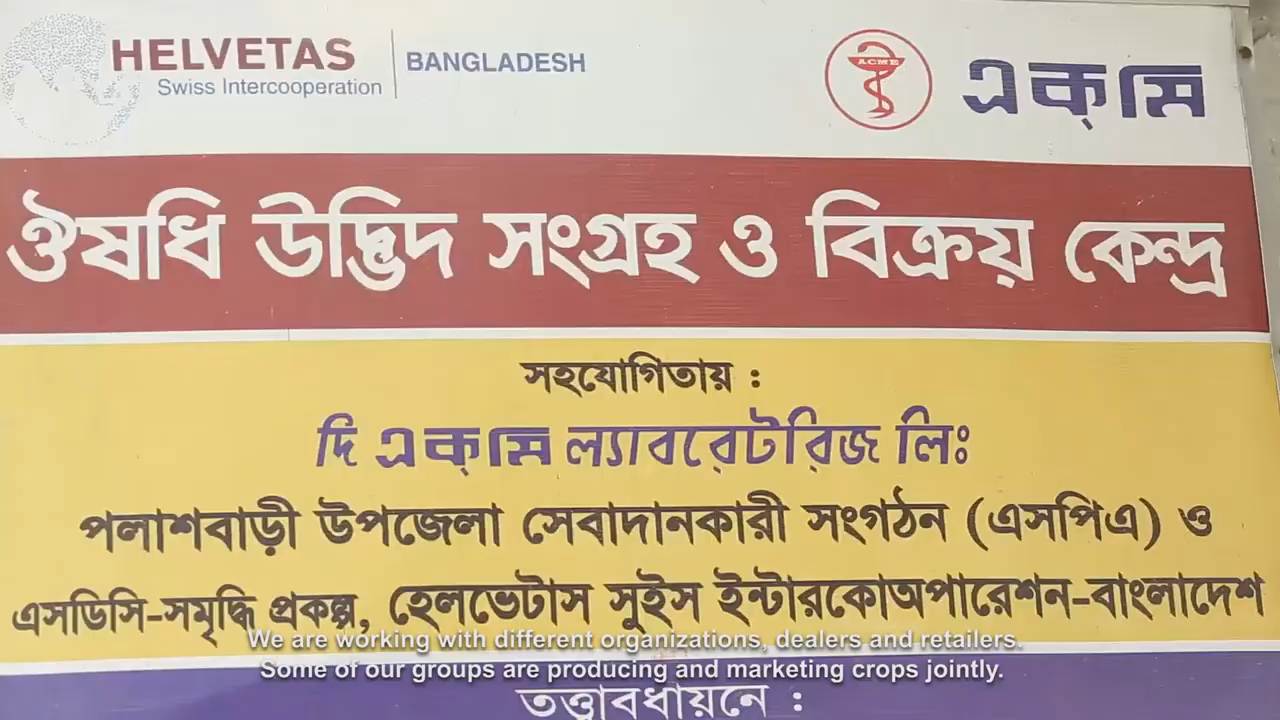 HELVETAS
Swiss Intercooperation
BANGLADESH
ACME
একমি
ঔষধি উদ্ভিদ সংগ্রহ ও বিক্রয় কেন্দ্র
সহযোগিতায় :
দি একমি ল্যাবরেটরিজ লিঃ
পলাশবাড়ী উপজেলা সেবাদানকারী সংগঠন (এসপিএ) ও
এসডিসি-সমৃদ্ধি প্রকল্প, হেলভেটাস সুইস ইন্টারকোঅপারেশন-বাংলাদেশ
We are working with different organizations, dealers and retailers.
Some of our groups are producing and marketing crops jointly.
তত্ত্বাবধায়নে :